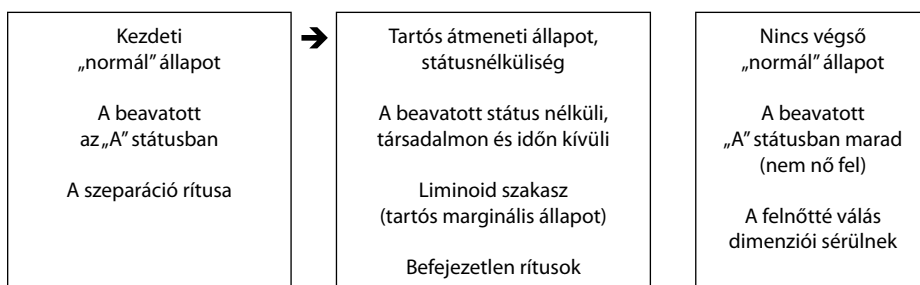 Kezdeti
„normál” állapot
A beavatott
az „A” státusban
A szeparáció rítusa
➔
Tartós átmeneti állapot,
státusnélküliség
A beavatott státus nélküli,
társadalmon és időn kívüli
Liminoid szakasz
(tartós marginális állapot)
Befejezetlen rítusok
Nincs végső
„normál” állapot
A beavatott
„A” státusban marad
(nem nő fel)
A felnőtté válás
dimenziói sérülnek